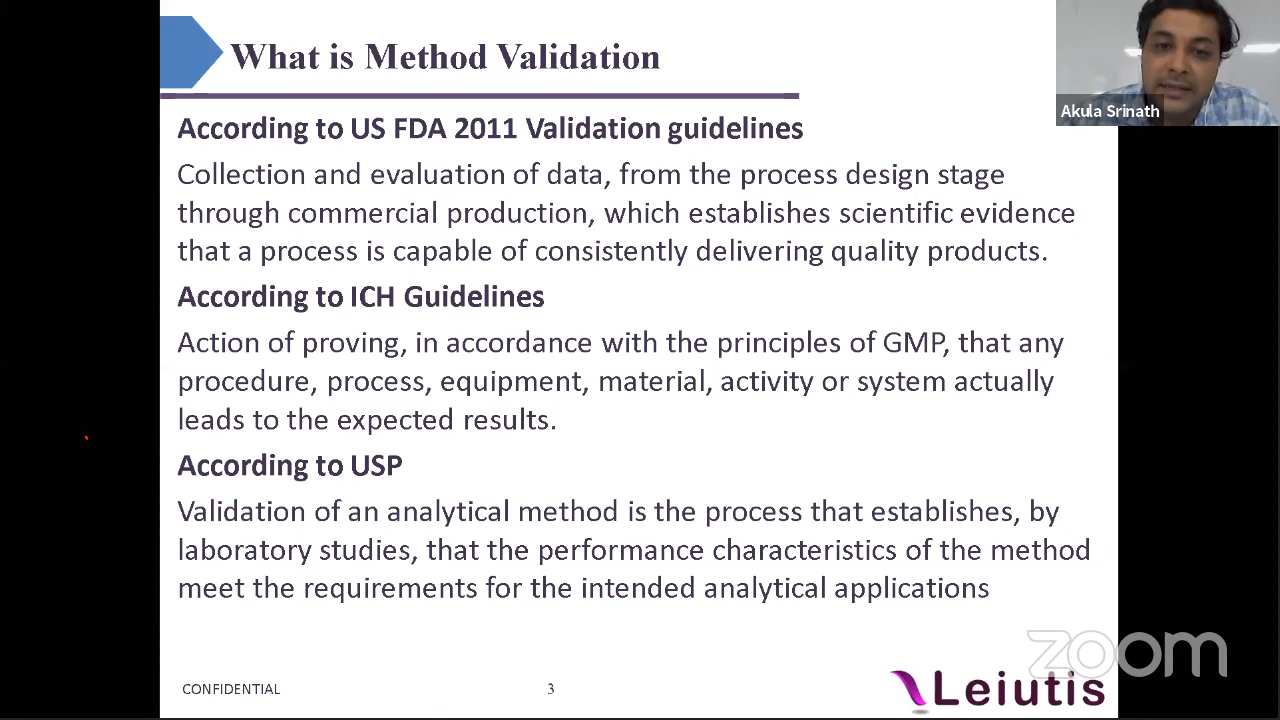 What is Method Validation
Akula Srinath
According to US FDA 2011 Validation guidelines
Collection and evaluation of data, from the process design stage
through commercial production, which establishes scientific evidence
that a process is capable of consistently delivering quality products.
According to ICH Guidelines
Action of proving, in accordance with the principles of GMP, that any
procedure, process, equipment, material, activity or system actually
leads to the expected results.
According to USP
Validation of an analytical method is the process that establishes, by
laboratory studies, that the performance characteristics of the method
meet the requirements for the intended analytical applications
zoom
CONFIDENTIAL
3
Leiutis